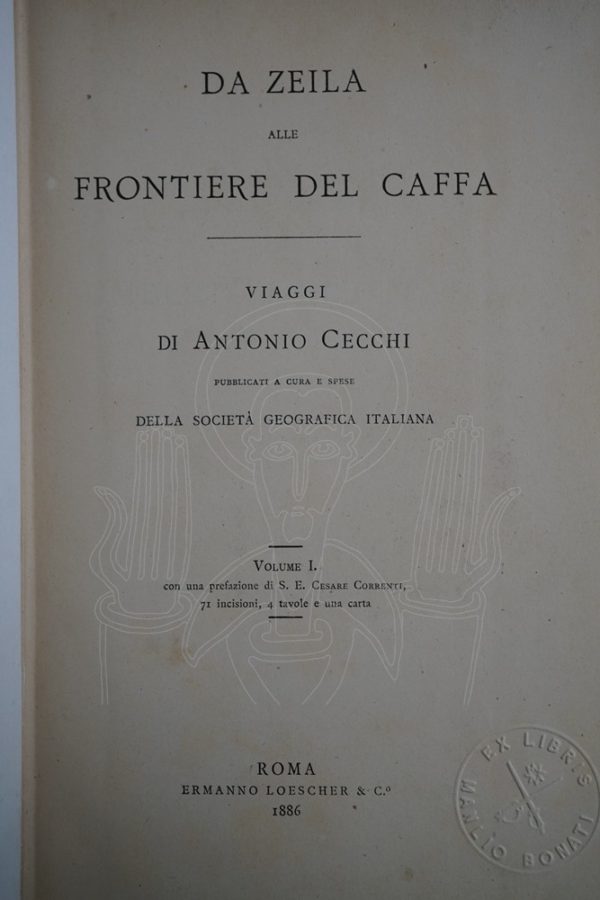 DA ZEILA
ALLE
FRONTIERE DEL CAFFA
VIAGGI
DI ANTONIO CECCHI
PUBBLICATI A CURA E SPESE
DELLA SOCIETÀ GEOGRAFICA ITALIANA
VOLUME I.
con una prefazione di S. E. CESARE CORRENTI,
71 incisioni, 4 tavole e una carta
ROMA
ERMANNO LOESCHER & C.º
1886
EX LIBRIS
MANLIO BONATI